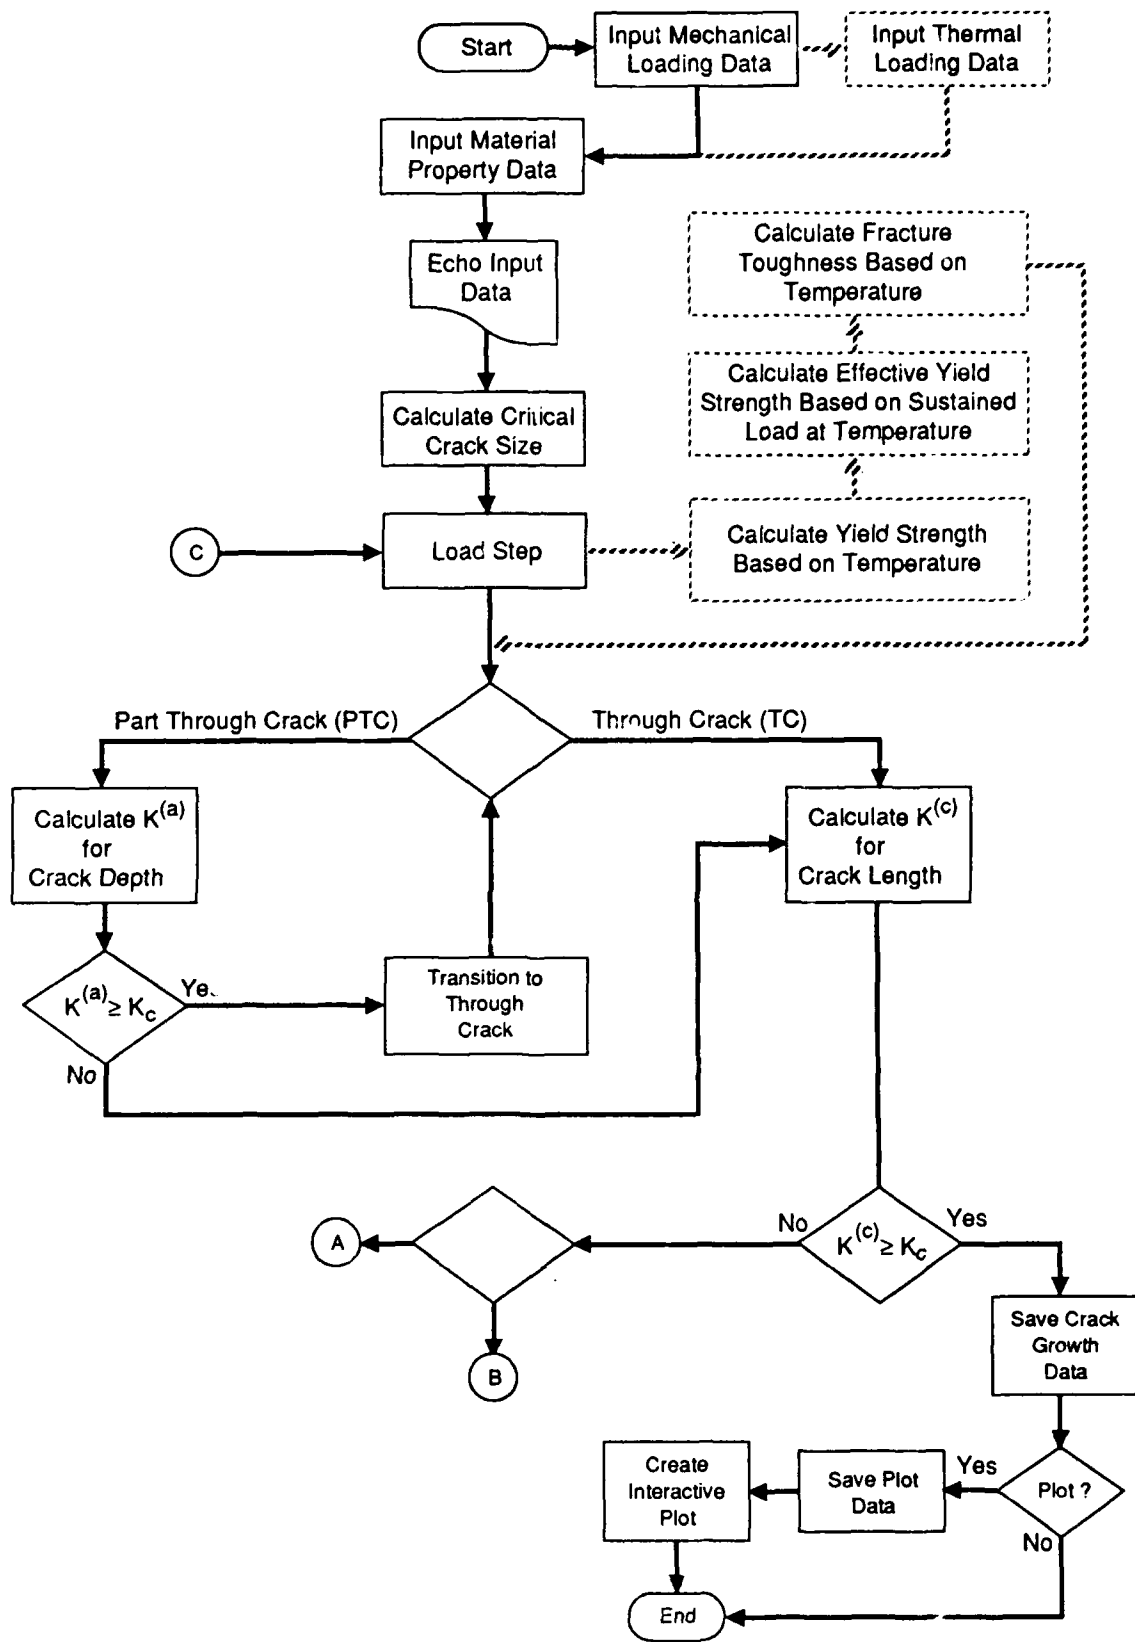 Start
Input Mechanical
Loading Data
Input Thermal
Loading Data
Input Material
Property Data
Echo Input
Data
Calculate Fracture
Toughness Based on
Temperature
Calculate Effective Yield
Strength Based on Sustained
Load at Temperature
Calculate Critical
Crack Size
C
Load Step
Calculate Yield Strength
Based on Temperature
Part Through Crack (PTC)
Through Crack (TC)
Calculate K^(a)
for
Crack Depth
Calculate K^(c)
for
Crack Length
K^(a) ≥ K_c
Yes
Transition to
Through
Crack
No
A
No
K^(c) ≥ K_c
Yes
B
Save Crack
Growth
Data
Create
Interactive
Plot
Save Plot
Data
Yes
Plot ?
No
End